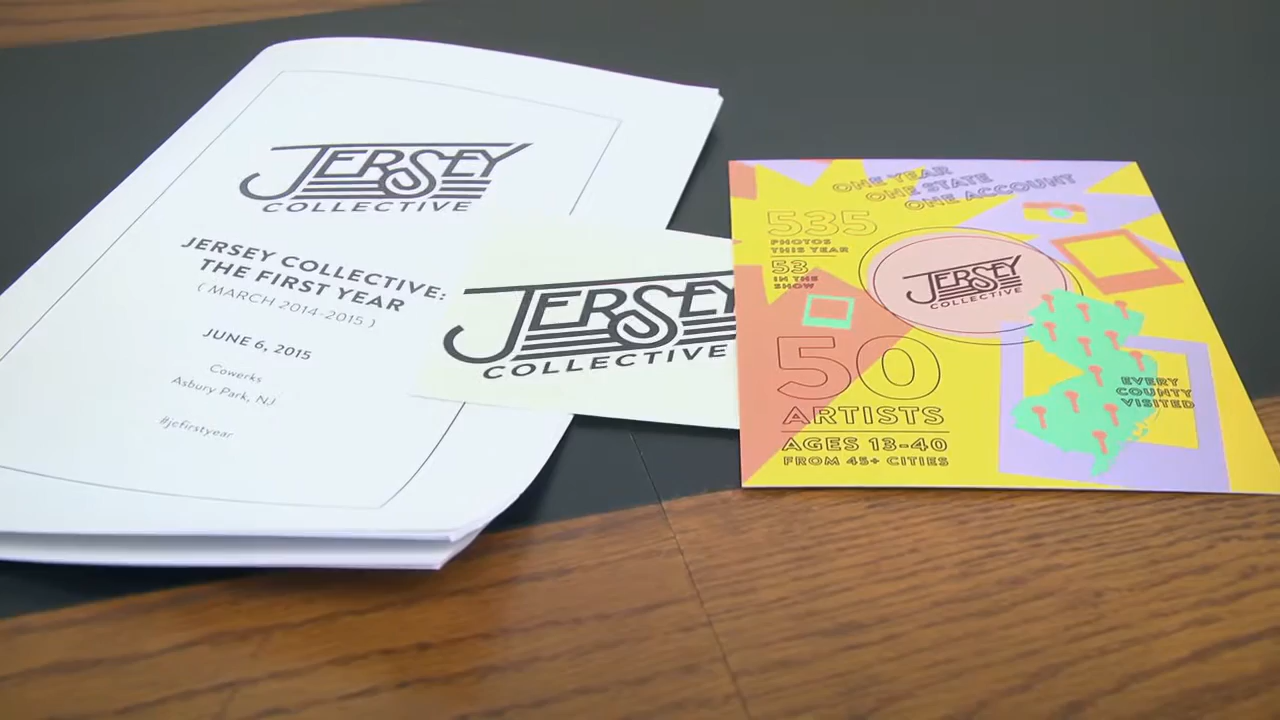 JERSEY
COLLECTIVE
JERSEY COLLECTIVE:
THE FIRST YEAR
( MARCH 2014-2015 )
JUNE 6, 2015
Cowerks
Asbury Park, NJ
#jcfirstyear
JERSEY
COLLECTIVE
ONE YEAR
ONE STATE
ONE ACCOUNT
535
PHOTOS
THIS YEAR
53
IN THE
SHOW
JERSEY
COLLECTIVE
50
ARTISTS
AGES 13-40
FROM 45+ CITIES
EVERY
COUNTY
VISITED